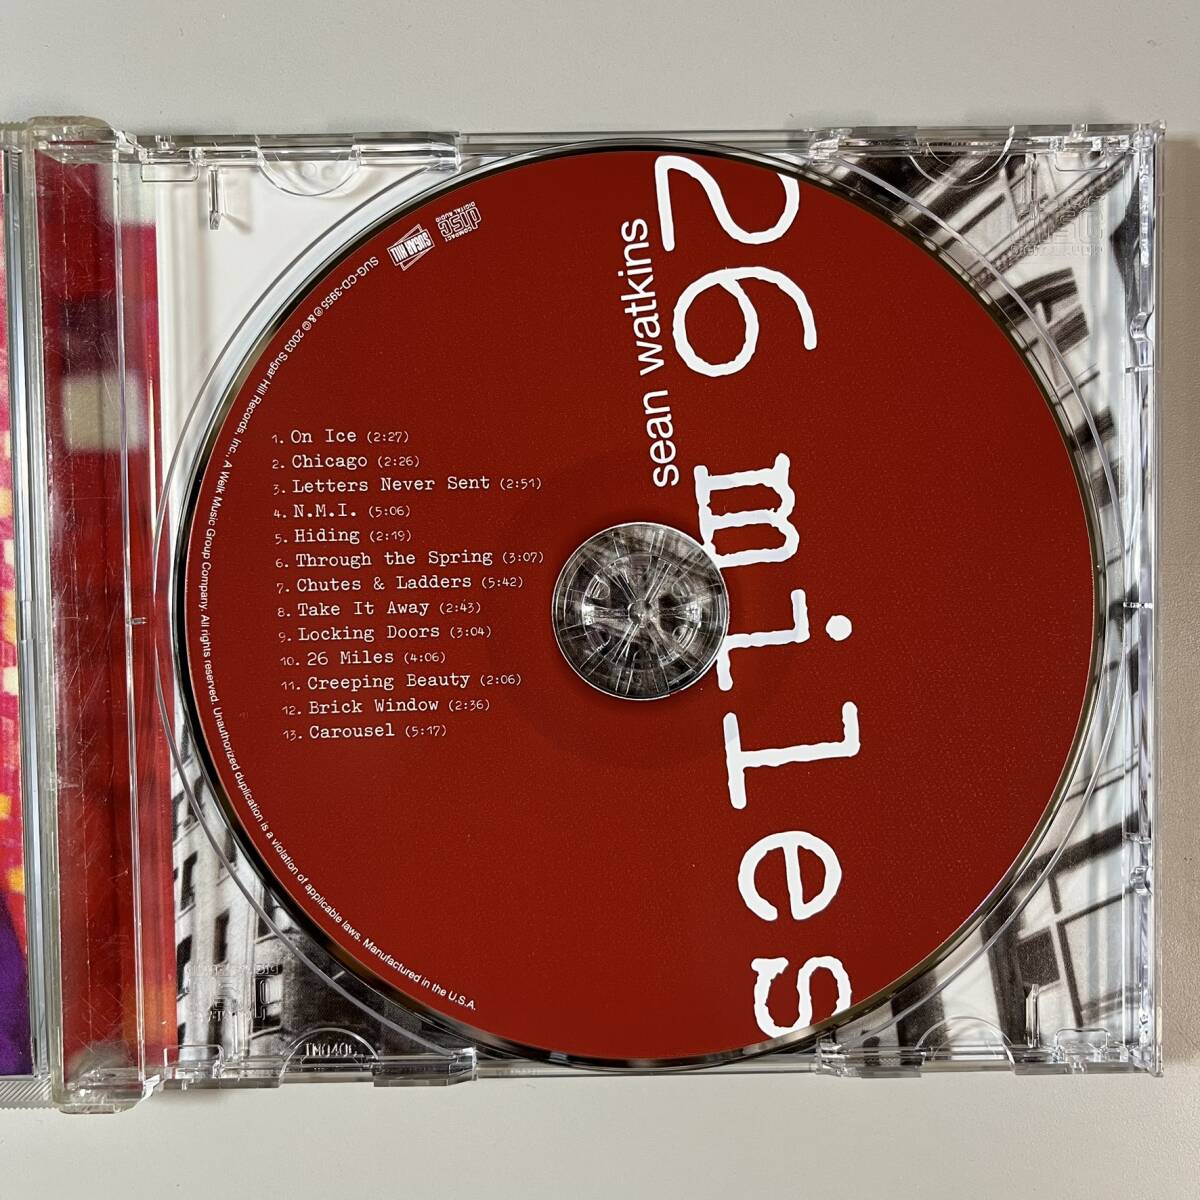 26 miles
sean watkins
COMPACT
disc
DIGITAL AUDIO
SUGAR HILL
SUG-CD-3955 ℗ & © 2003 Sugar Hill Records, Inc., A Welk Music Group Company. All rights reserved. Unauthorized duplication is a violation of applicable laws. Manufactured in the U.S.A.
1. On Ice (2:27)
2. Chicago (2:26)
3. Letters Never Sent (2:51)
4. N.M.I. (5:06)
5. Hiding (2:19)
6. Through the Spring (3:07)
7. Chutes & Ladders (5:42)
8. Take It Away (2:43)
9. Locking Doors (3:04)
10. 26 Miles (4:06)
11. Creeping Beauty (2:06)
12. Brick Window (2:36)
13. Carousel (5:17)